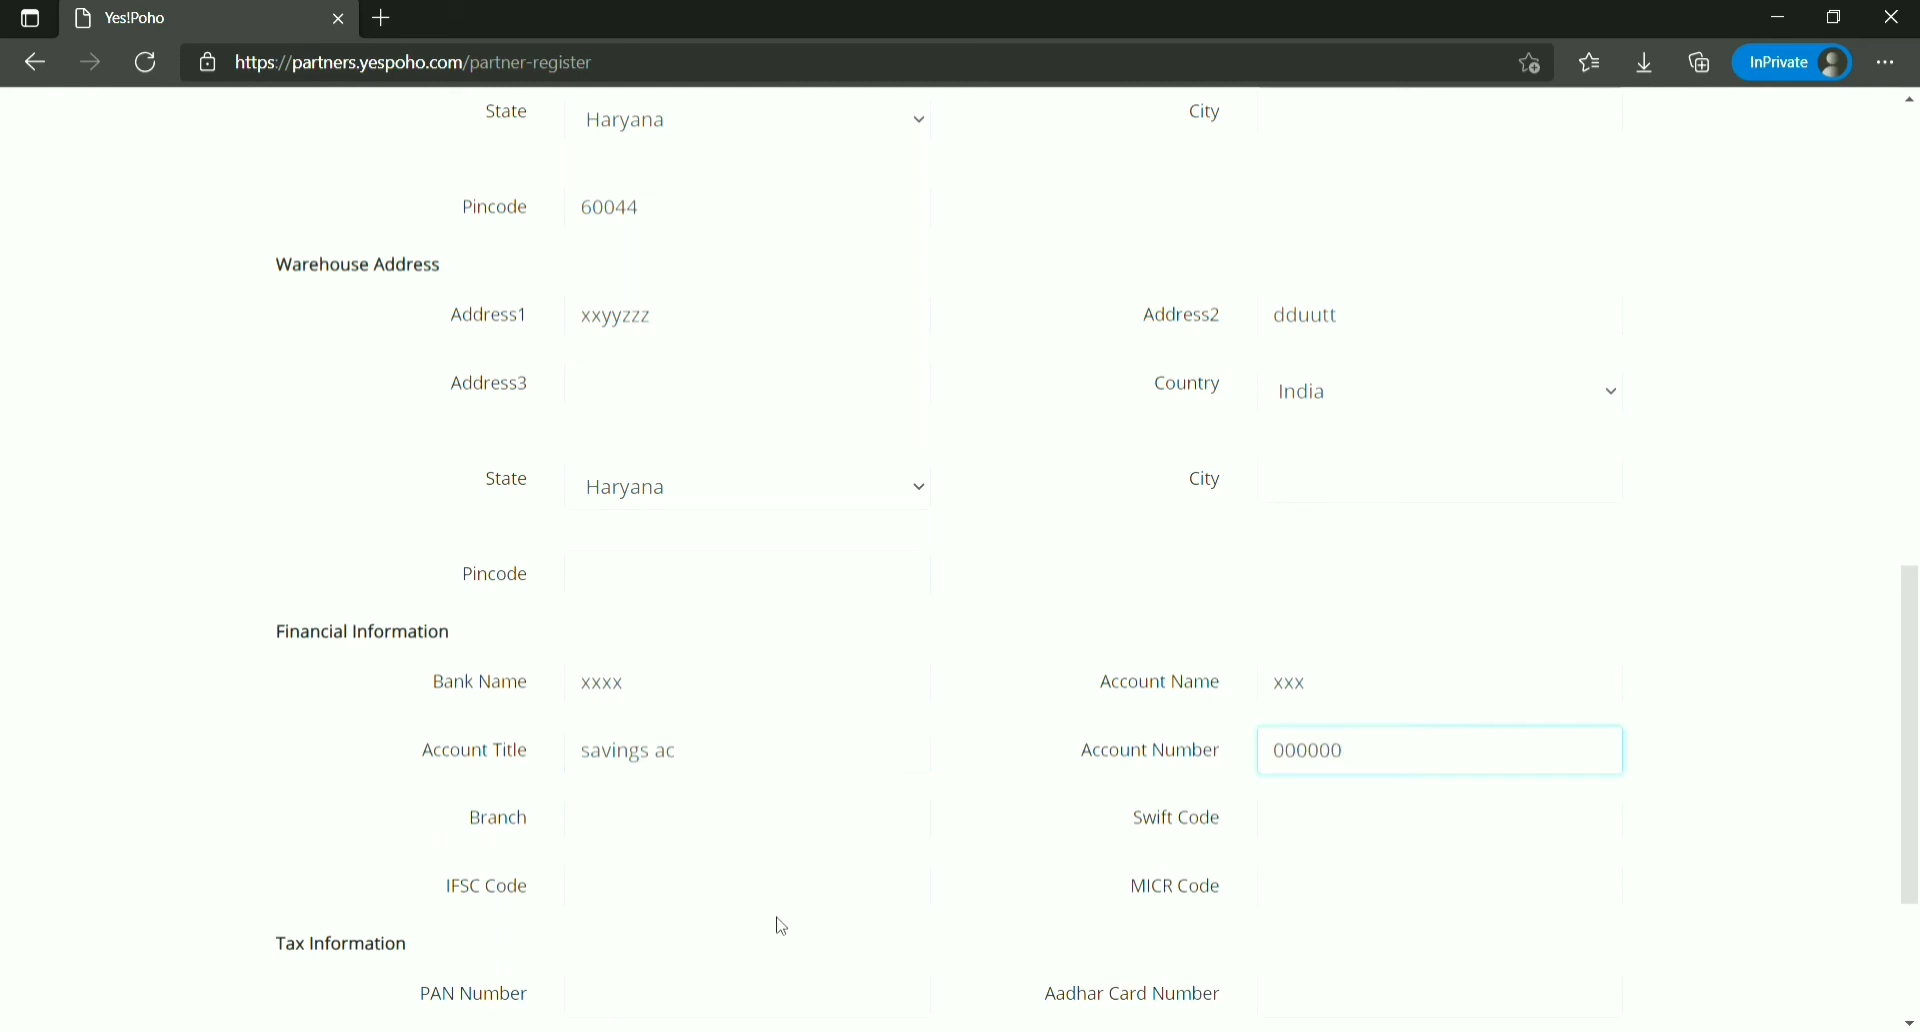 Yes!Poho
https://partners.yespoho.com/partner-register
InPrivate
State Haryana City
Pincode 60044
Warehouse Address
Address1 xxyyzzz Address2 dduutt
Address3 Country India
State Haryana City
Pincode
Financial Information
Bank Name xxxx Account Name xxx
Account Title savings ac Account Number 000000
Branch Swift Code
IFSC Code MICR Code
Tax Information
PAN Number Aadhar Card Number